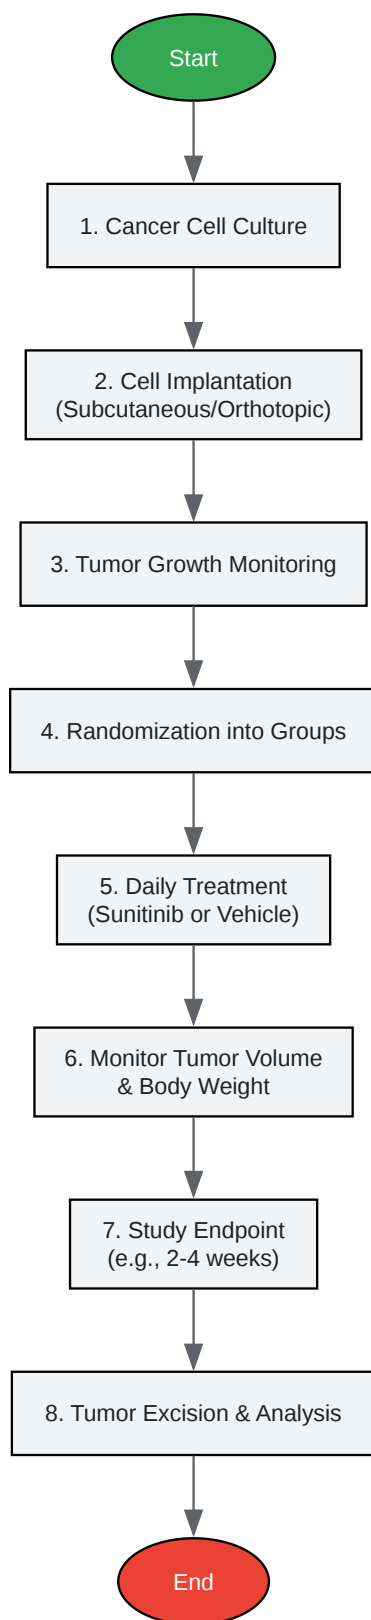 Start
1. Cancer Cell Culture
2. Cell Implantation
(Subcutaneous/Orthotopic)
3. Tumor Growth Monitoring
4. Randomization into Groups
5. Daily Treatment
(Sunitinib or Vehicle)
6. Monitor Tumor Volume
& Body Weight
7. Study Endpoint
(e.g., 2-4 weeks)
8. Tumor Excision & Analysis
End